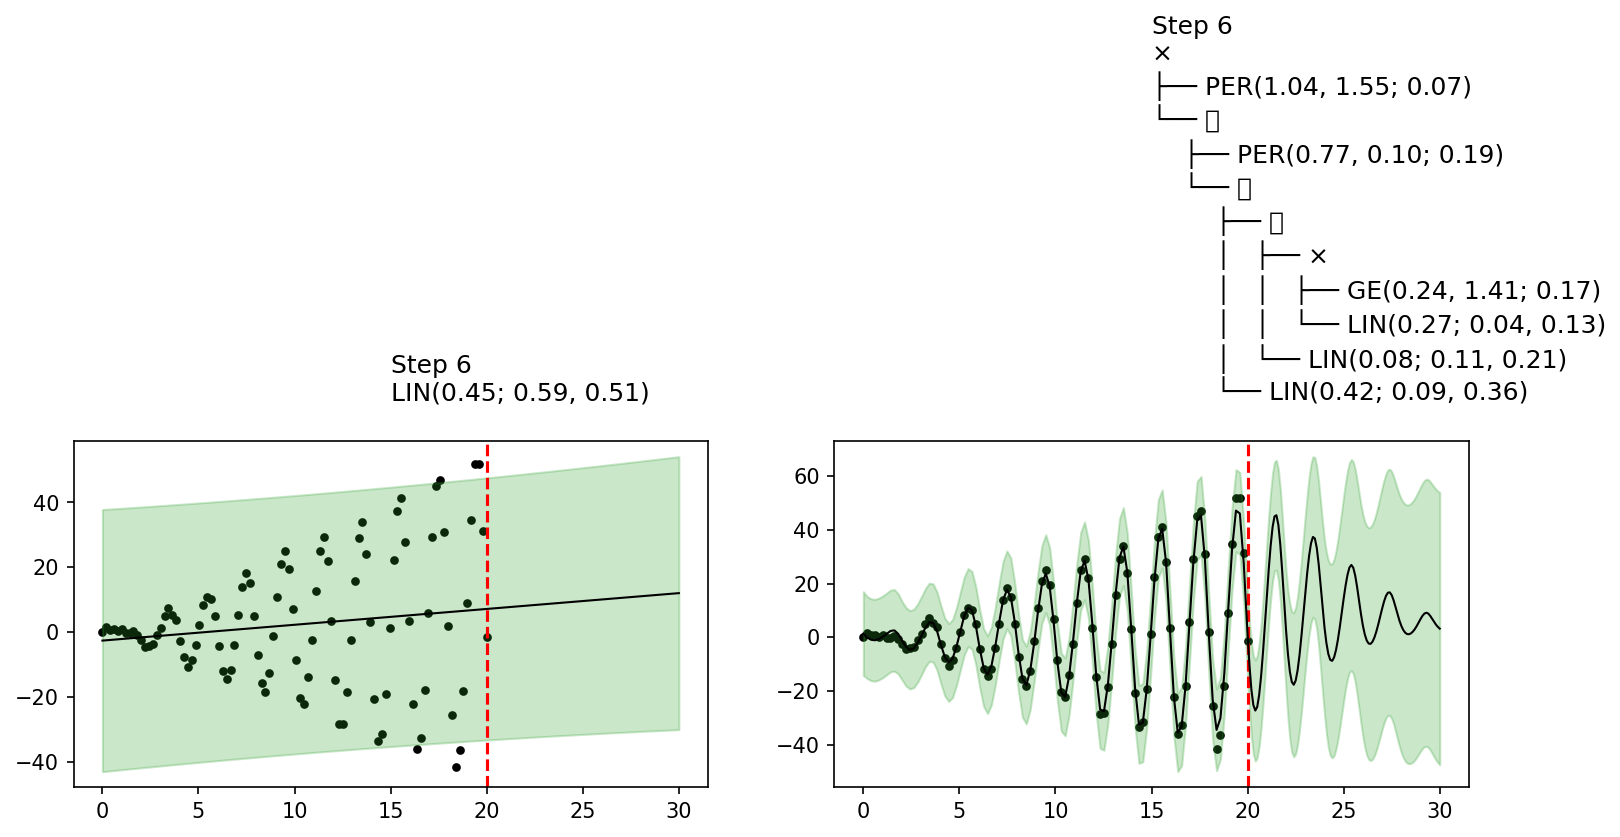 Step 6
×
├── PER(1.04, 1.55; 0.07)
└── 
├── PER(0.77, 0.10; 0.19)
└── 
├── 
│ ├── ×
│ │ ├── GE(0.24, 1.41; 0.17)
│ │ └── LIN(0.27; 0.04, 0.13)
│ └── LIN(0.08; 0.11, 0.21)
└── LIN(0.42; 0.09, 0.36)
Step 6
LIN(0.45; 0.59, 0.51)
40
20
0
−20
−40
0 5 10 15 20 25 30
60
40
20
0
−20
−40
0 5 10 15 20 25 30